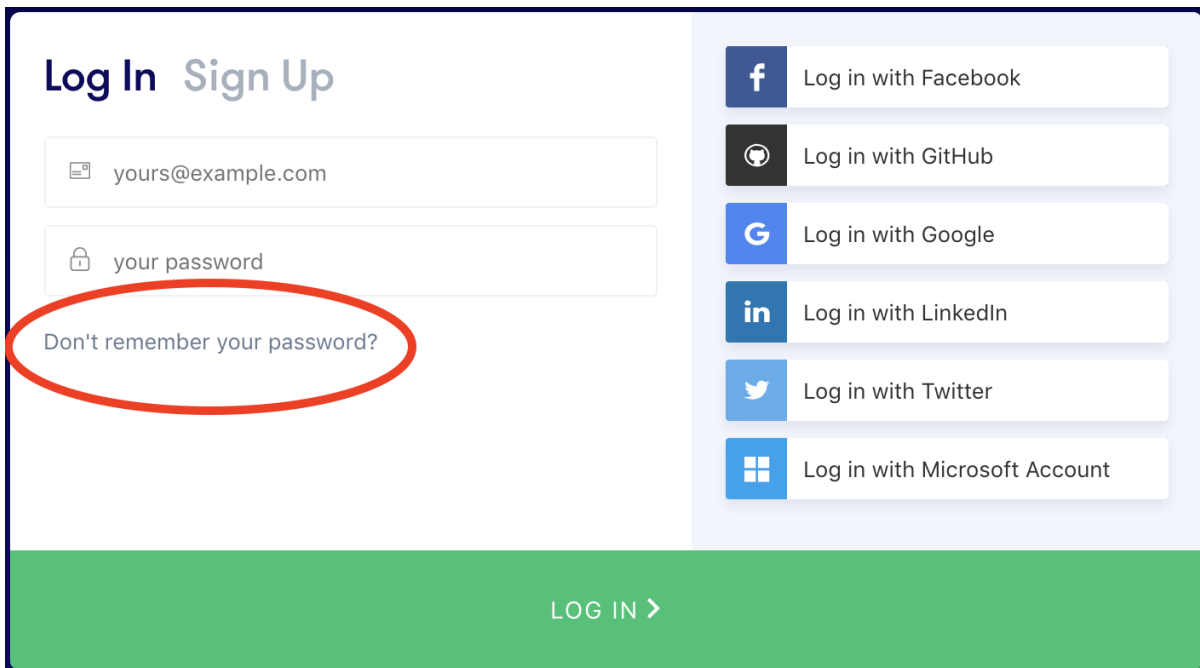 Log In Sign Up
yours@example.com
your password
Don't remember your password?
Log in with Facebook
Log in with GitHub
Log in with Google
Log in with LinkedIn
Log in with Twitter
Log in with Microsoft Account
LOG IN